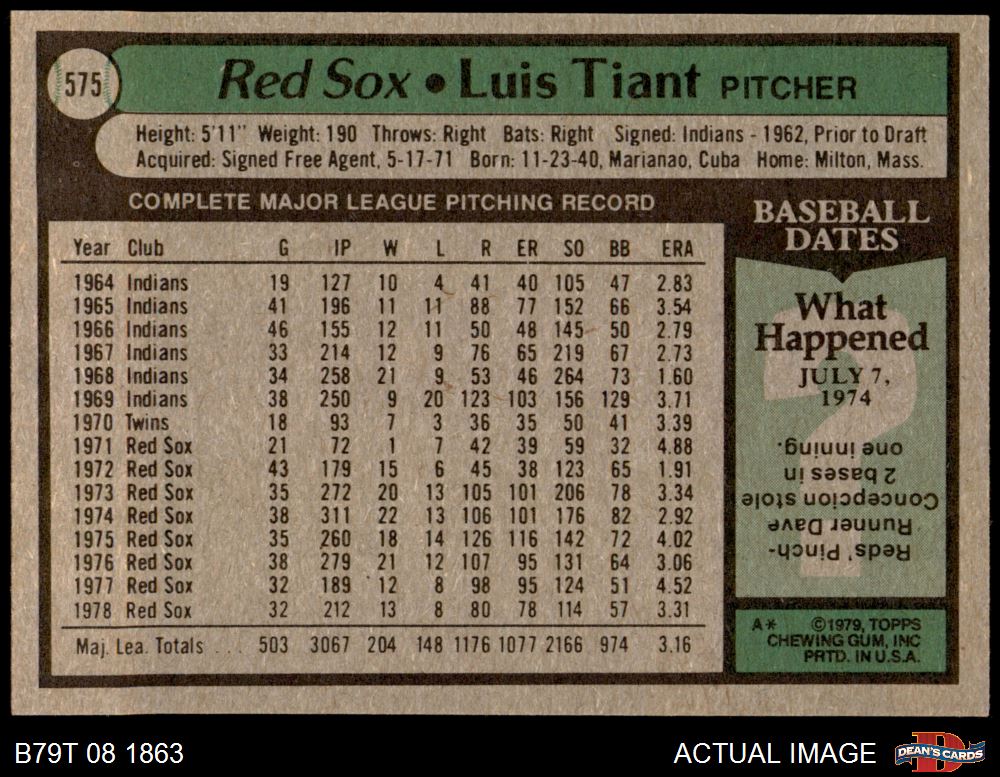 575
Red Sox • Luis Tiant PITCHER
Height: 5'11" Weight: 190 Throws: Right Bats: Right Signed: Indians - 1962, Prior to Draft
Acquired: Signed Free Agent, 5-17-71 Born: 11-23-40, Marianao, Cuba Home: Milton, Mass.
COMPLETE MAJOR LEAGUE PITCHING RECORD
Year Club G IP W L R ER SO BB ERA
1964 Indians 19 127 10 4 41 40 105 47 2.83
1965 Indians 41 196 11 11 88 77 152 66 3.54
1966 Indians 46 155 12 11 50 48 145 50 2.79
1967 Indians 33 214 12 9 76 65 219 67 2.73
1968 Indians 34 258 21 9 53 46 264 73 1.60
1969 Indians 38 250 9 20 123 103 156 129 3.71
1970 Twins 18 93 7 3 36 35 50 41 3.39
1971 Red Sox 21 72 1 7 42 39 59 32 4.88
1972 Red Sox 43 179 15 6 45 38 123 65 1.91
1973 Red Sox 35 272 20 13 105 101 206 78 3.34
1974 Red Sox 38 311 22 13 106 101 176 82 2.92
1975 Red Sox 35 260 18 14 126 116 142 72 4.02
1976 Red Sox 38 279 21 12 107 95 131 64 3.06
1977 Red Sox 32 189 12 8 98 95 124 51 4.52
1978 Red Sox 32 212 13 8 80 78 114 57 3.31
Maj. Lea. Totals . . . 503 3067 204 148 1176 1077 2166 974 3.16
BASEBALL
DATES
What
Happened
JULY 7,
1974
?
Reds' Pinch-
Runner Dave
Concepcion stole
2 bases in
one inning.
A* ©1979, TOPPS
CHEWING GUM, INC
PRTD. IN U.S.A.
B79T 08 1863
ACTUAL IMAGE
D
DEAN'S CARDS